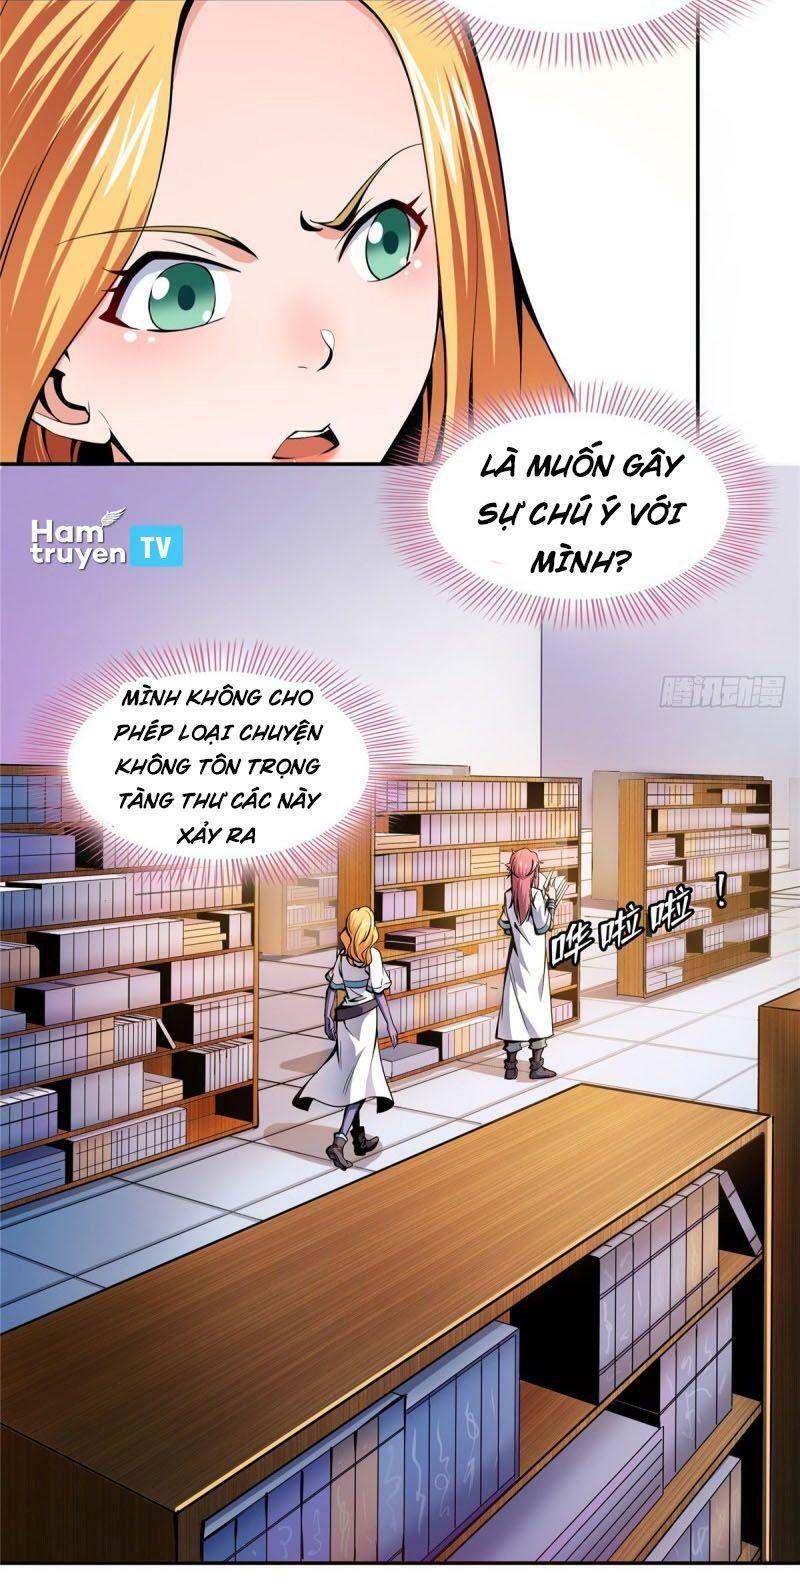 LÀ MUỐN GÂY
SỰ CHÚ Ý VỚI
MÌNH?
Ham
truyen TV
腾讯动漫
MÌNH KHÔNG CHO
PHÉP LOẠI CHUYỆN
KHÔNG TÔN TRỌNG
TÀNG THƯ CÁC NÀY
XẢY RA
哗啦啦!